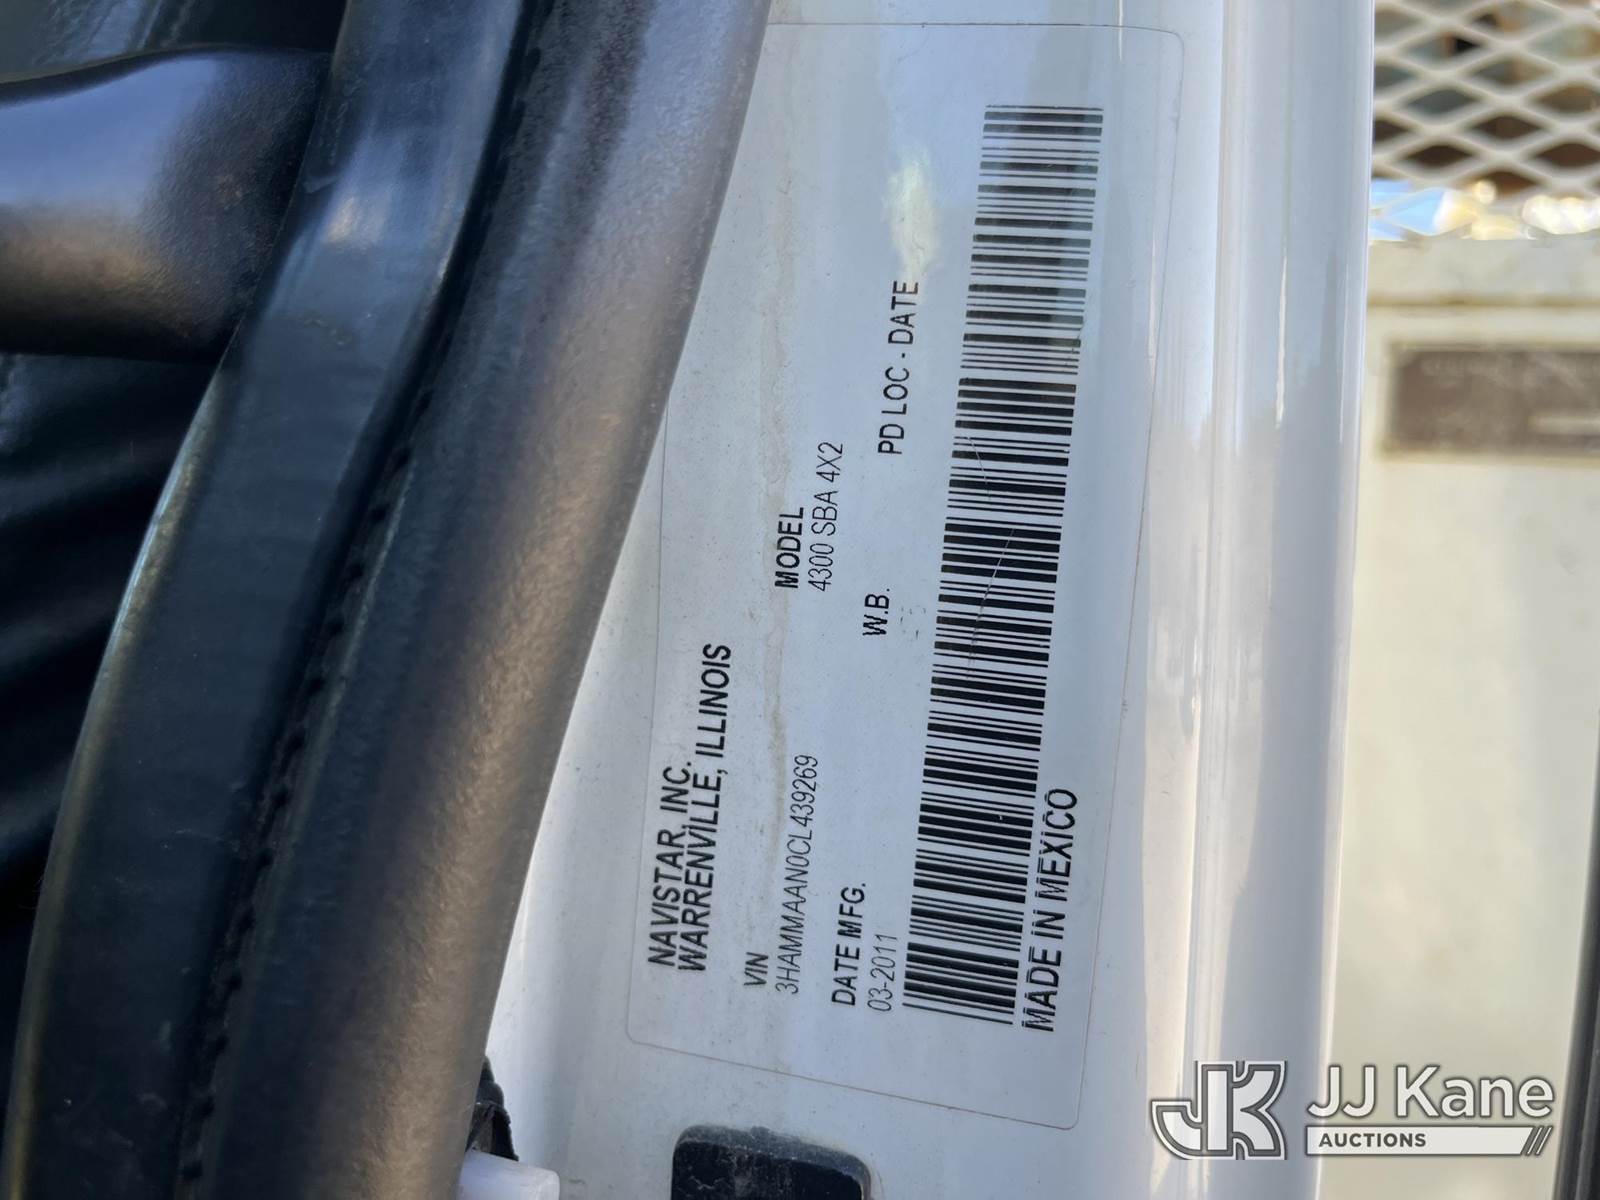 NAVISTAR, INC.
WARRENVILLE, ILLINOIS
VIN
3HAMMAAN0CL439269
MODEL
4300 SBA 4X2
DATE MFG.
03-2011
W.B.
PD LOC - DATE
MADE IN MEXICO
JK JJ Kane
AUCTIONS